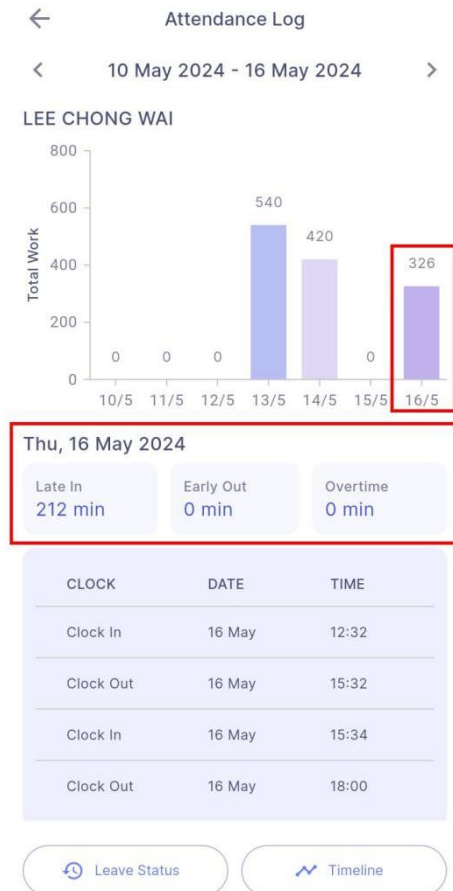 Attendance Log
10 May 2024 - 16 May 2024
LEE CHONG WAI
Total Work
800
600
400
200
0
0
0
0
540
420
0
326
10/5 11/5 12/5 13/5 14/5 15/5 16/5
Thu, 16 May 2024
Late In Early Out Overtime
212 min 0 min 0 min
CLOCK DATE TIME
Clock In 16 May 12:32
Clock Out 16 May 15:32
Clock In 16 May 15:34
Clock Out 16 May 18:00
Leave Status Timeline